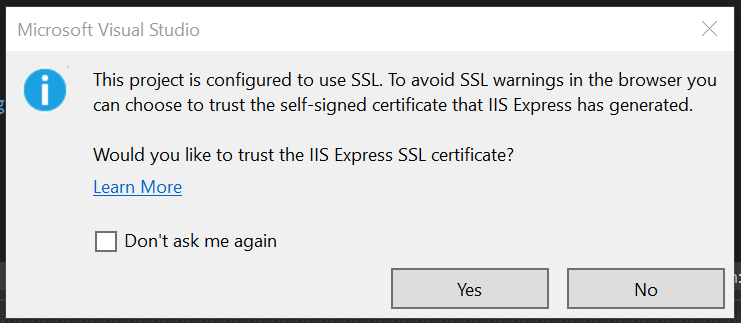 Microsoft Visual Studio
This project is configured to use SSL. To avoid SSL warnings in the browser you
can choose to trust the self-signed certificate that IIS Express has generated.
Would you like to trust the IIS Express SSL certificate?
Learn More
Don't ask me again
Yes
No